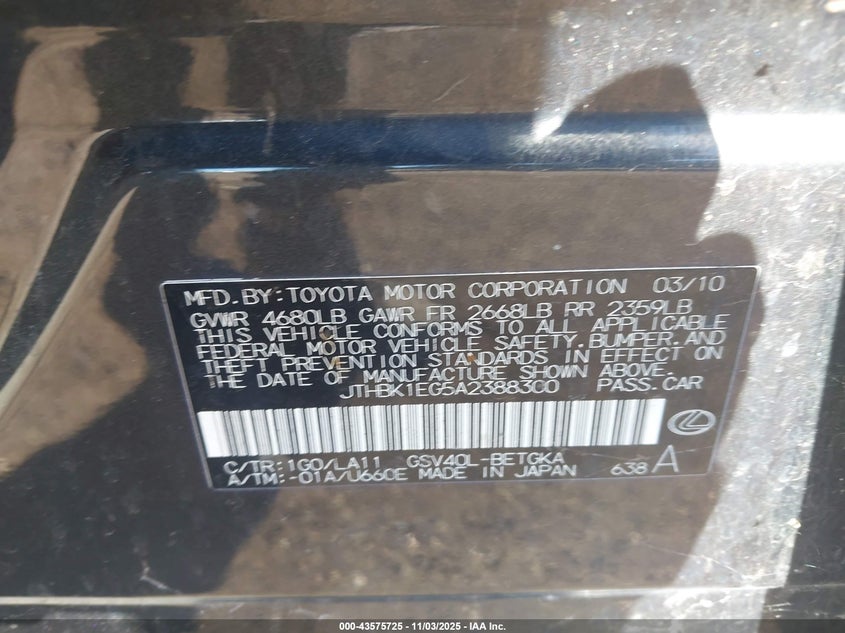 MFD. BY: TOYOTA MOTOR CORPORATION 03/10
GVWR 4680LB GAWR FR 2668LB RR 2359LB
THIS VEHICLE CONFORMS TO ALL APPLICABLE
FEDERAL MOTOR VEHICLE SAFETY, BUMPER, AND
THEFT PREVENTION STANDARDS IN EFFECT ON
THE DATE OF MANUFACTURE SHOWN ABOVE.
JTHBK1EG5A2388300 PASS. CAR
C/TR: 1G0/LA11 GSV40L-BETGKA
A/TM: -01A/U660E MADE IN JAPAN 638 A
000-43575725 - 11/03/2025 - IAA Inc.